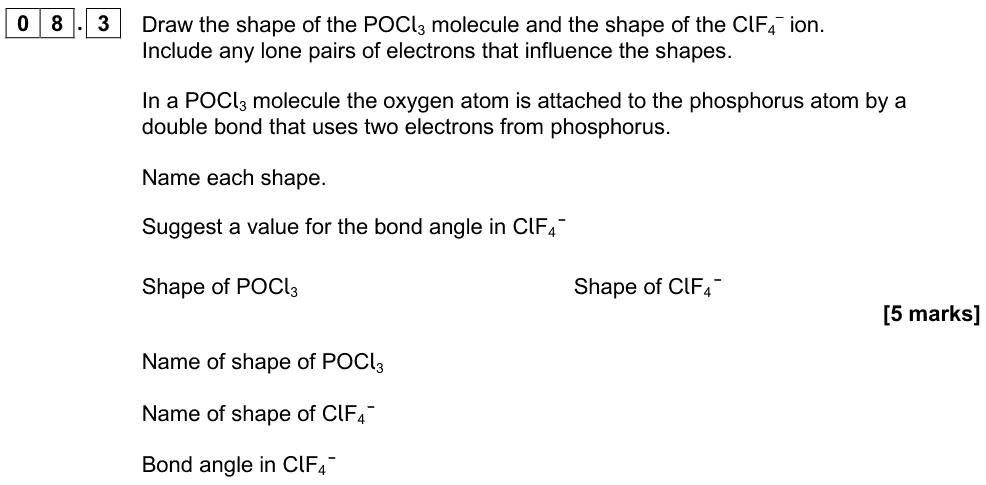 08.3 Draw the shape of the POCl₃ molecule and the shape of the ClF₄⁻ ion.
Include any lone pairs of electrons that influence the shapes.
In a POCl₃ molecule the oxygen atom is attached to the phosphorus atom by a
double bond that uses two electrons from phosphorus.
Name each shape.
Suggest a value for the bond angle in ClF₄⁻
Shape of POCl₃ Shape of ClF₄⁻
[5 marks]
Name of shape of POCl₃
Name of shape of ClF₄⁻
Bond angle in ClF₄⁻